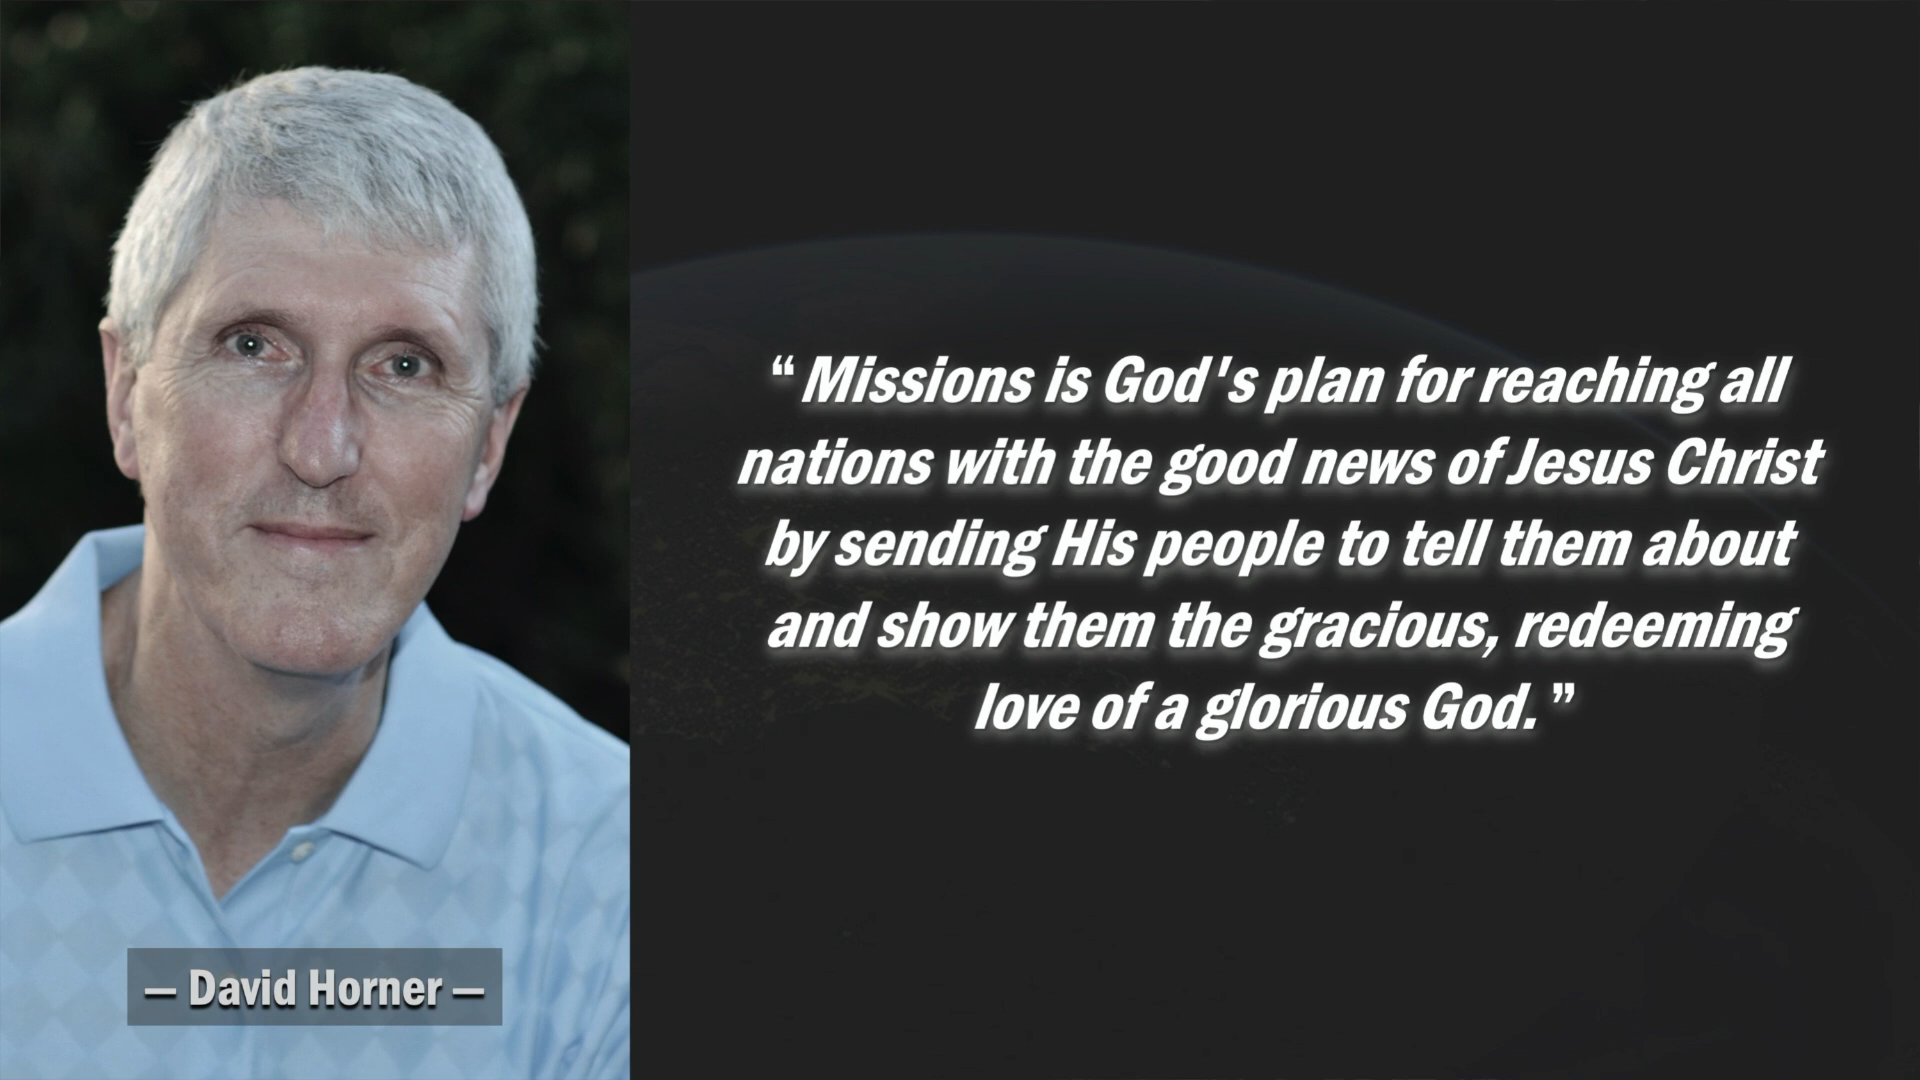 “ Missions is God's plan for reaching all
nations with the good news of Jesus Christ
by sending His people to tell them about
and show them the gracious, redeeming
love of a glorious God. ”
– David Horner –